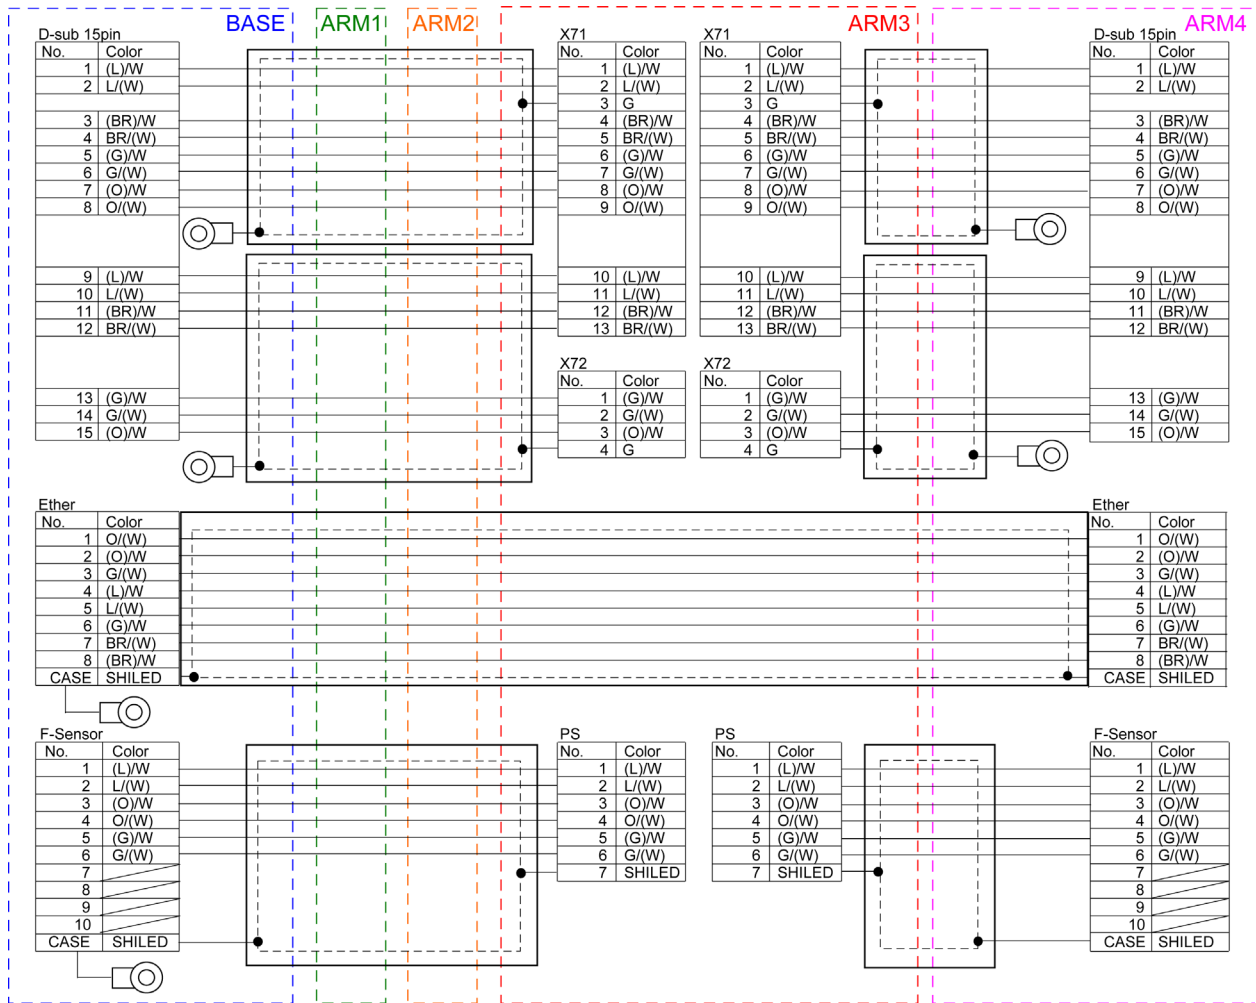 BASE ARM1 ARM2 ARM3 ARM4
D-sub 15pin X71 X71 D-sub 15pin
No. Color No. Color No. Color No. Color
1 (L)/W 1 (L)/W 1 (L)/W 1 (L)/W
2 L/(W) 2 L/(W) 2 L/(W) 2 L/(W)
3 G 3 G
3 (BR)/W 4 (BR)/W 4 (BR)/W 3 (BR)/W
4 BR/(W) 5 BR/(W) 5 BR/(W) 4 BR/(W)
5 (G)/W 6 (G)/W 6 (G)/W 5 (G)/W
6 G/(W) 7 G/(W) 7 G/(W) 6 G/(W)
7 (O)/W 8 (O)/W 8 (O)/W 7 (O)/W
8 O/(W) 9 O/(W) 9 O/(W) 8 O/(W)
9 (L)/W 10 (L)/W 10 (L)/W 9 (L)/W
10 L/(W) 11 L/(W) 11 L/(W) 10 L/(W)
11 (BR)/W 12 (BR)/W 12 (BR)/W 11 (BR)/W
12 BR/(W) 13 BR/(W) 13 BR/(W) 12 BR/(W)
X72 X72
No. Color No. Color
13 (G)/W 1 (G)/W 1 (G)/W 13 (G)/W
14 G/(W) 2 G/(W) 2 G/(W) 14 G/(W)
15 (O)/W 3 (O)/W 3 (O)/W 15 (O)/W
4 G 4 G
Ether Ether
No. Color No. Color
1 O/(W) 1 O/(W)
2 (O)/W 2 (O)/W
3 G/(W) 3 G/(W)
4 (L)/W 4 (L)/W
5 L/(W) 5 L/(W)
6 (G)/W 6 (G)/W
7 BR/(W) 7 BR/(W)
8 (BR)/W 8 (BR)/W
CASE SHILED CASE SHILED
F-Sensor PS PS F-Sensor
No. Color No. Color No. Color No. Color
1 (L)/W 1 (L)/W 1 (L)/W 1 (L)/W
2 L/(W) 2 L/(W) 2 L/(W) 2 L/(W)
3 (O)/W 3 (O)/W 3 (O)/W 3 (O)/W
4 O/(W) 4 O/(W) 4 O/(W) 4 O/(W)
5 (G)/W 5 (G)/W 5 (G)/W 5 (G)/W
6 G/(W) 6 G/(W) 6 G/(W) 6 G/(W)
7 7 SHILED 7 SHILED 7
8 8
9 9
10 10
CASE SHILED CASE SHILED